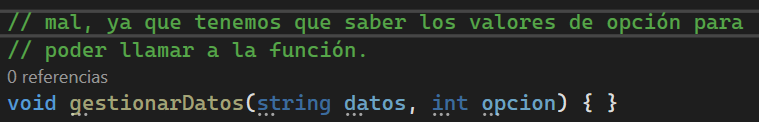 // mal, ya que tenemos que saber los valores de opción para
// poder llamar a la función.
0 referencias
void gestionarDatos(string datos, int opcion) { }